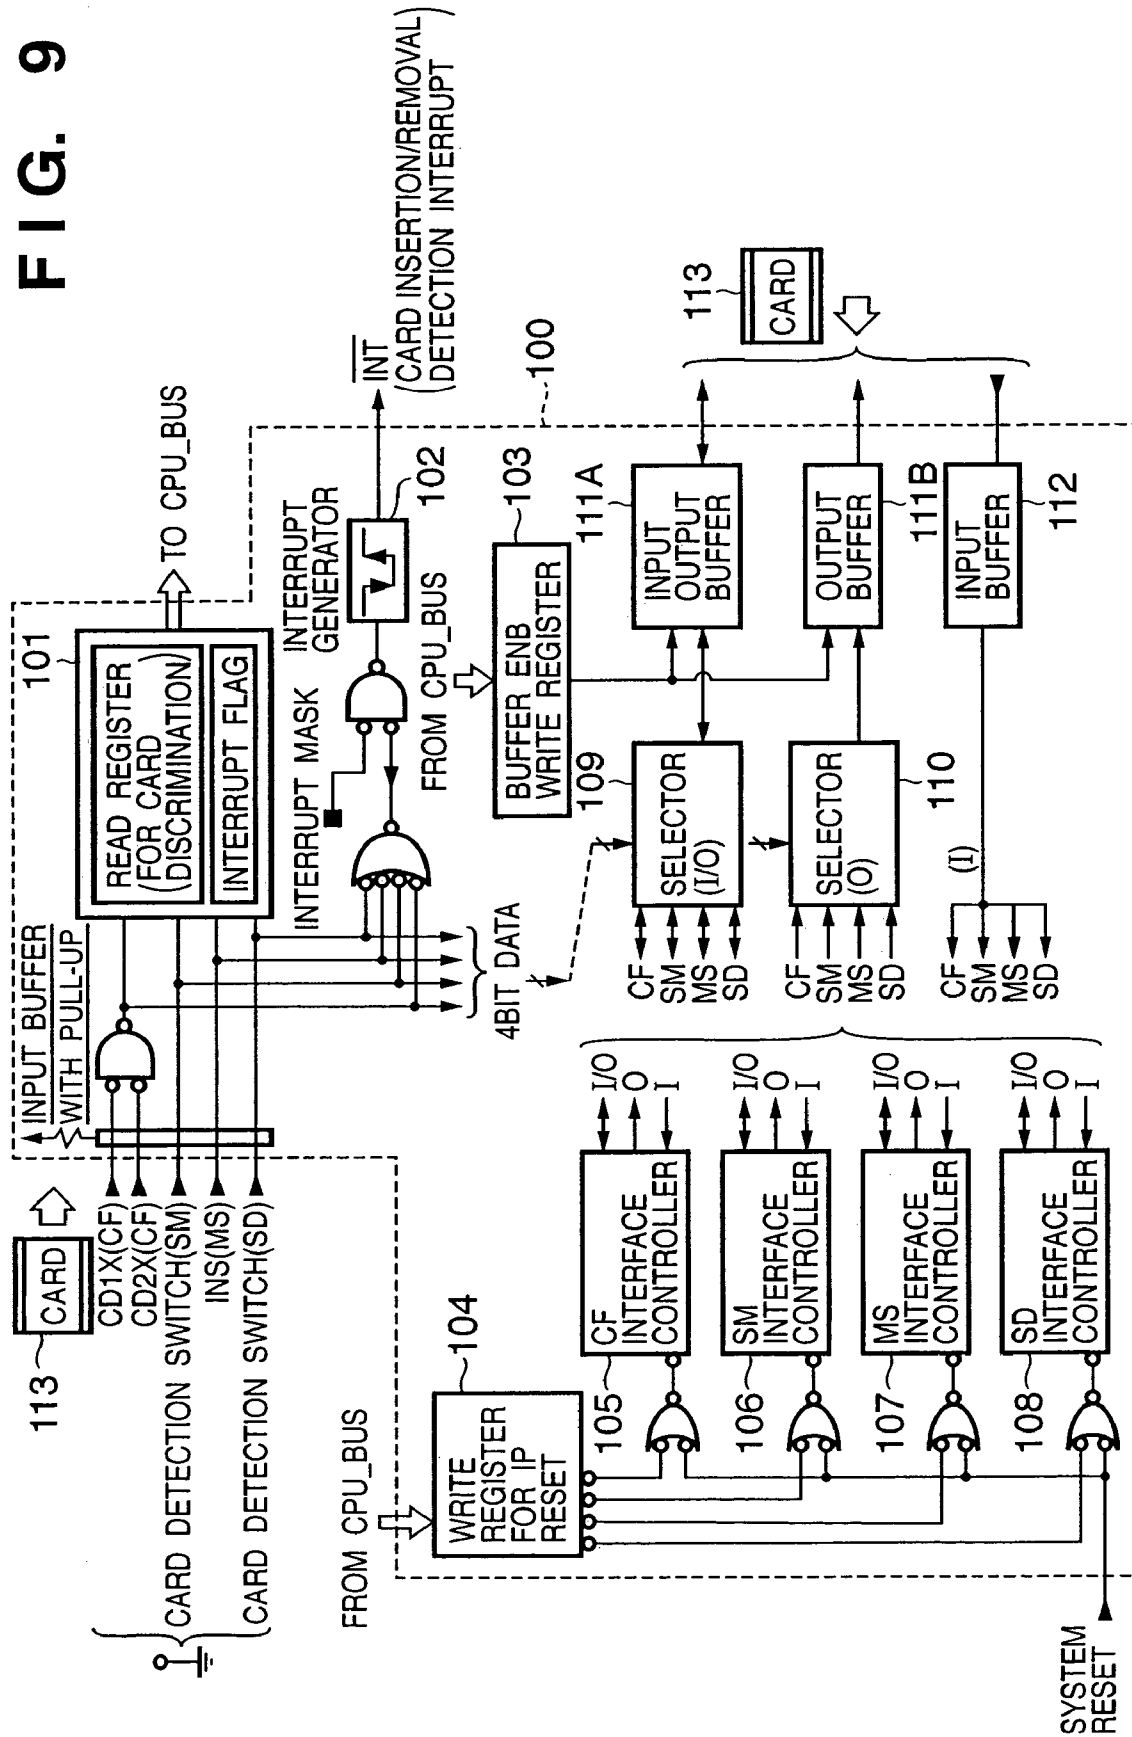 FIG. 9
113
CARD
CD1X(CF)
CD2X(CF)
CARD DETECTION SWITCH(SM)
INS(MS)
CARD DETECTION SWITCH(SD)
INPUT BUFFER
WITH PULL-UP
101
READ REGISTER
(FOR CARD
DISCRIMINATION)
INTERRUPT FLAG
TO CPU_BUS
INTERRUPT MASK
INTERRUPT
GENERATOR
102
INT
(CARD INSERTION/REMOVAL)
DETECTION INTERRUPT
4BIT DATA
FROM CPU_BUS
BUFFER ENB
WRITE REGISTER
103
100
FROM CPU_BUS
WRITE
REGISTER
FOR IP
RESET
104
105
CF
INTERFACE
CONTROLLER
I/O
O
I
106
SM
INTERFACE
CONTROLLER
I/O
O
I
107
MS
INTERFACE
CONTROLLER
I/O
O
I
108
SD
INTERFACE
CONTROLLER
I/O
O
I
CF
SM
MS
SD
SELECTOR
(I/O)
109
INPUT
OUTPUT
BUFFER
111A
CF
SM
MS
SD
SELECTOR
(O)
110
OUTPUT
BUFFER
111B
CF
SM
MS
SD
(I)
INPUT
BUFFER
112
113
CARD
SYSTEM
RESET